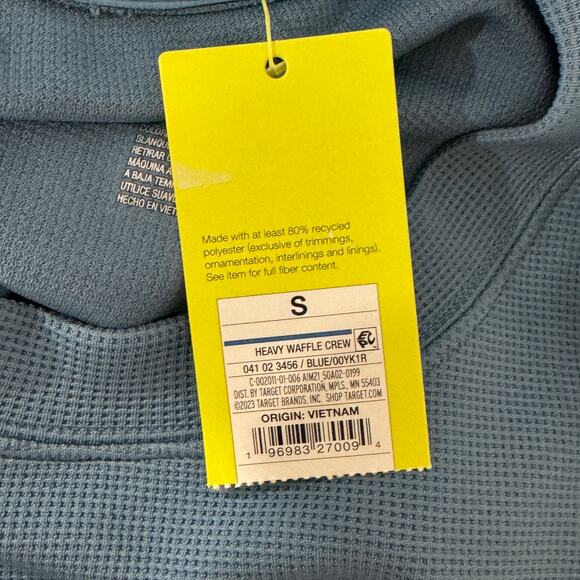 BLANQU
RETIRAR
MÁQUINA A
A BAJA TEM
UTILICE SUAV
HECHO EN VIET
Made with at least 80% recycled
polyester (exclusive of trimmings,
ornamentation, interlinings and linings).
See item for full fiber content.
S
HEAVY WAFFLE CREW
041 02 3456 / BLUE/00YK1R
C-002011-01-006 AIM21 50A02-0199
DIST. BY TARGET CORPORATION, MPLS., MN 55403
©2023 TARGET BRANDS, INC. SHOP TARGET.COM
ORIGIN: VIETNAM
1 96983 27009 4